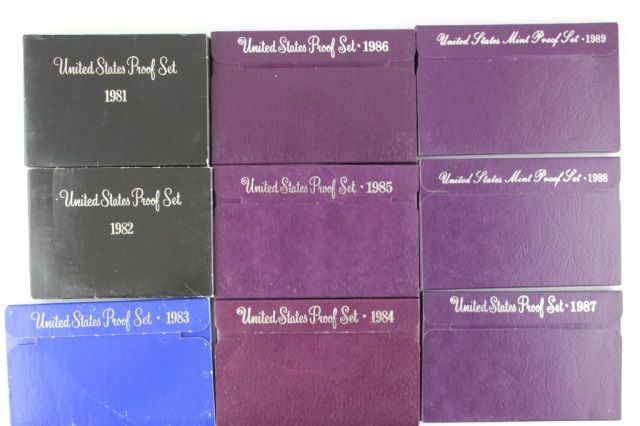 United States Proof Set
1981
United States Proof Set • 1986
United States Mint Proof Set • 1989
United States Proof Set
1982
United States Proof Set • 1985
United States Mint Proof Set • 1988
United States Proof Set • 1983
United States Proof Set • 1984
United States Proof Set • 1987